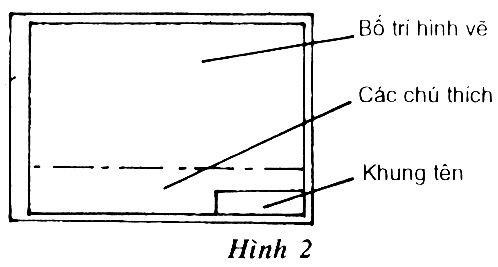 Bố trí hình vẽ
Các chú thích
Khung tên
Hình 2